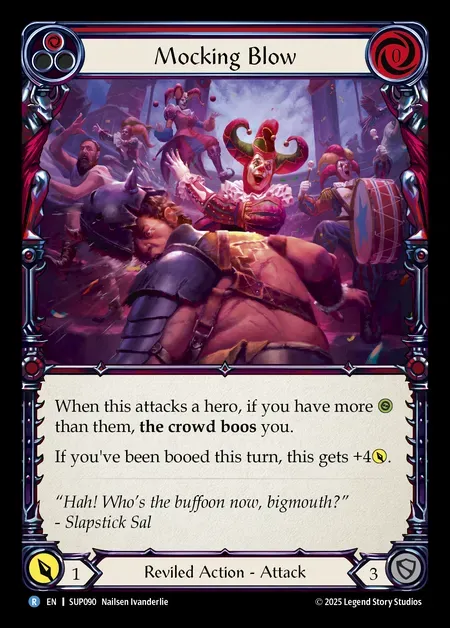 Mocking Blow
0
When this attacks a hero, if you have more
than them, the crowd boos you.
If you've been booed this turn, this gets +4.
“Hah! Who’s the buffoon now, bigmouth?”
- Slapstick Sal
1
Reviled Action - Attack
3
R EN | SUP090 Nailsen Ivanderlie
© 2025 Legend Story Studios